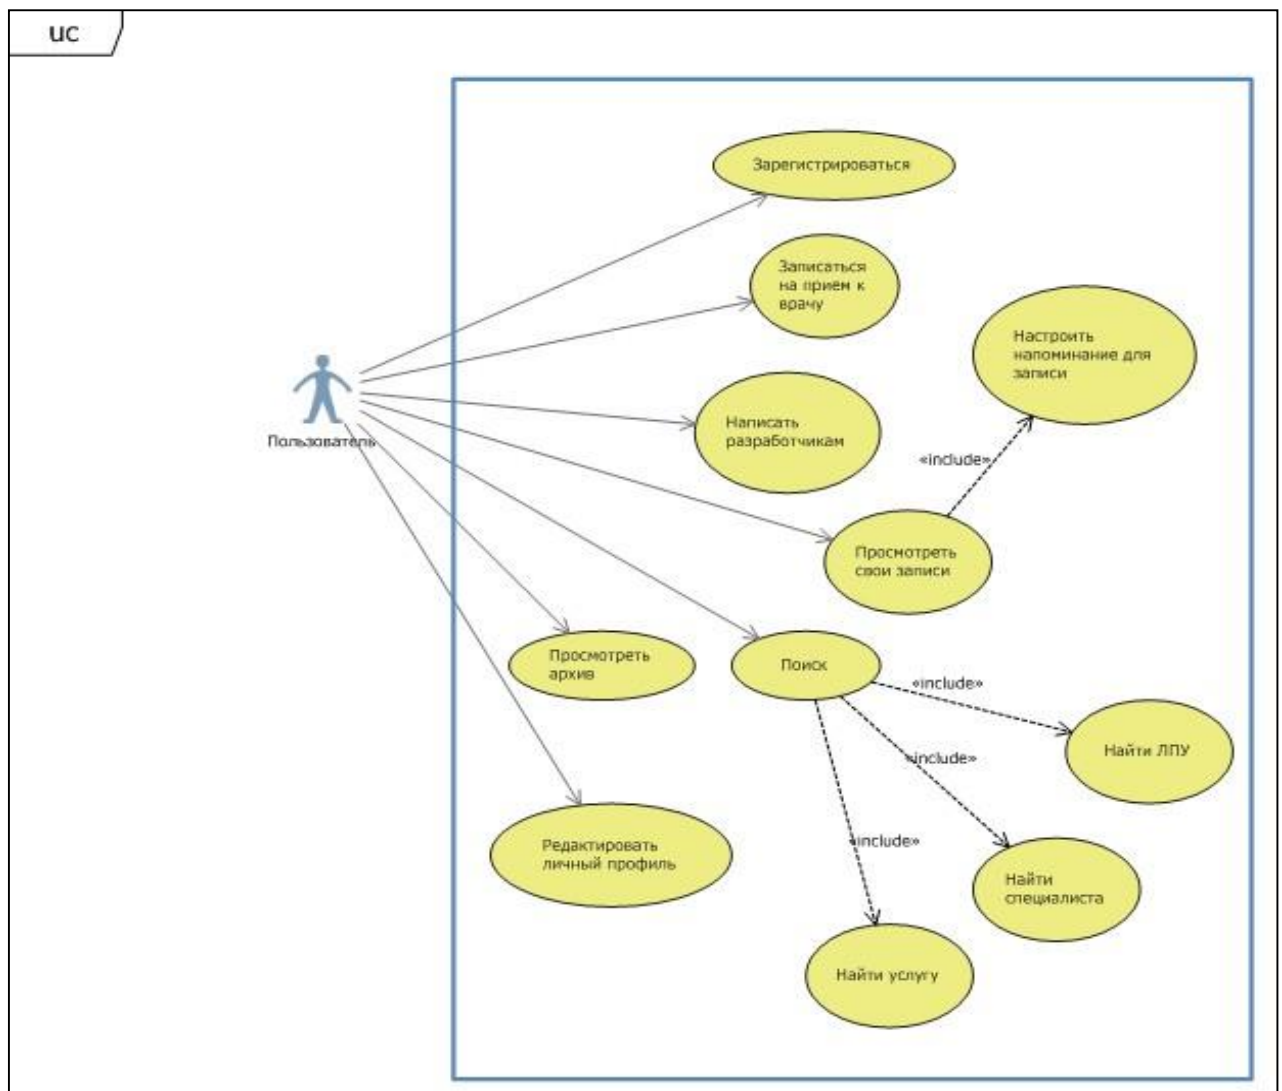 uc
Зарегистрироваться
Записаться
на прием к
врачу
Настроить
напоминание для
записи
Пользователь
Написать
разработчикам
«include»
Просмотреть
свои записи
Просмотреть
архив
Поиск
«include»
Найти ЛПУ
«include»
Редактировать
личный профиль
«include»
Найти
специалиста
Найти услугу